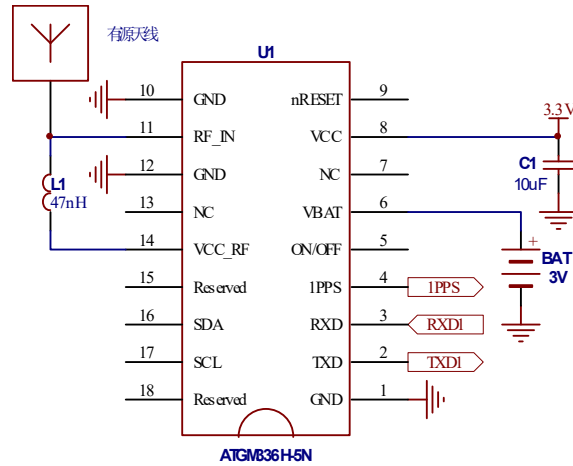 有源天线
U1
10 GND nRESET 9
11 RF_IN VCC 8
3.3V
12 GND NC 7
C1
10uF
L1
47nH
13 NC VBAT 6
14 VCC_RF ON/OFF 5
+
BAT
3V
15 Reserved 1PPS 4 1PPS
16 SDA RXD 3 RXD1
17 SCL TXD 2 TXD1
18 Reserved GND 1
ATGM336H-5N